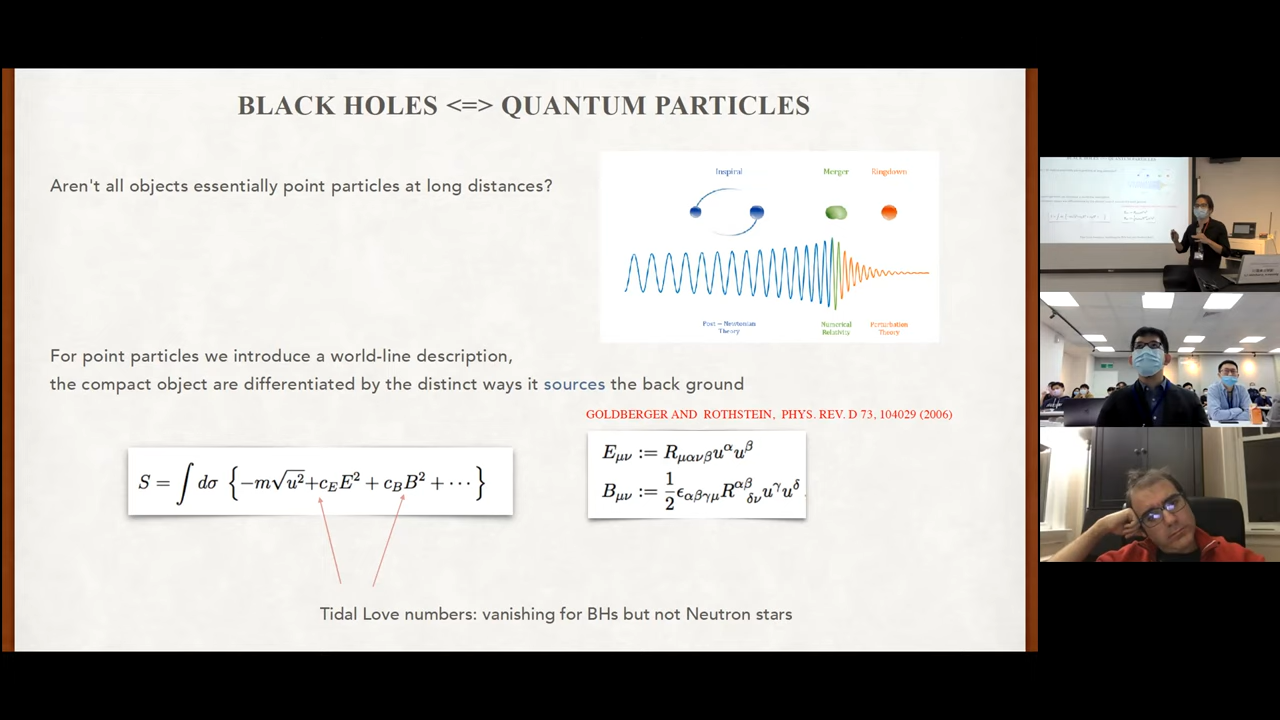 BLACK HOLES <=> QUANTUM PARTICLES
Aren't all objects essentially point particles at long distances?
Inspiral
Merger
Ringdown
Post – Newtonian
Theory
Numerical
Relativity
Perturbation
Theory
For point particles we introduce a world-line description,
the compact object are differentiated by the distinct ways it sources the back ground
GOLDBERGER AND ROTHSTEIN, PHYS. REV. D 73, 104029 (2006)
S = ∫ dσ {−m√u² + c_E E² + c_B B² + ⋯}
E_μν := R_μανβ u^α u^β
B_μν := 1/2 ε_αβγμ R^αβ_δν u^γ u^δ
Tidal Love numbers: vanishing for BHs but not Neutron stars